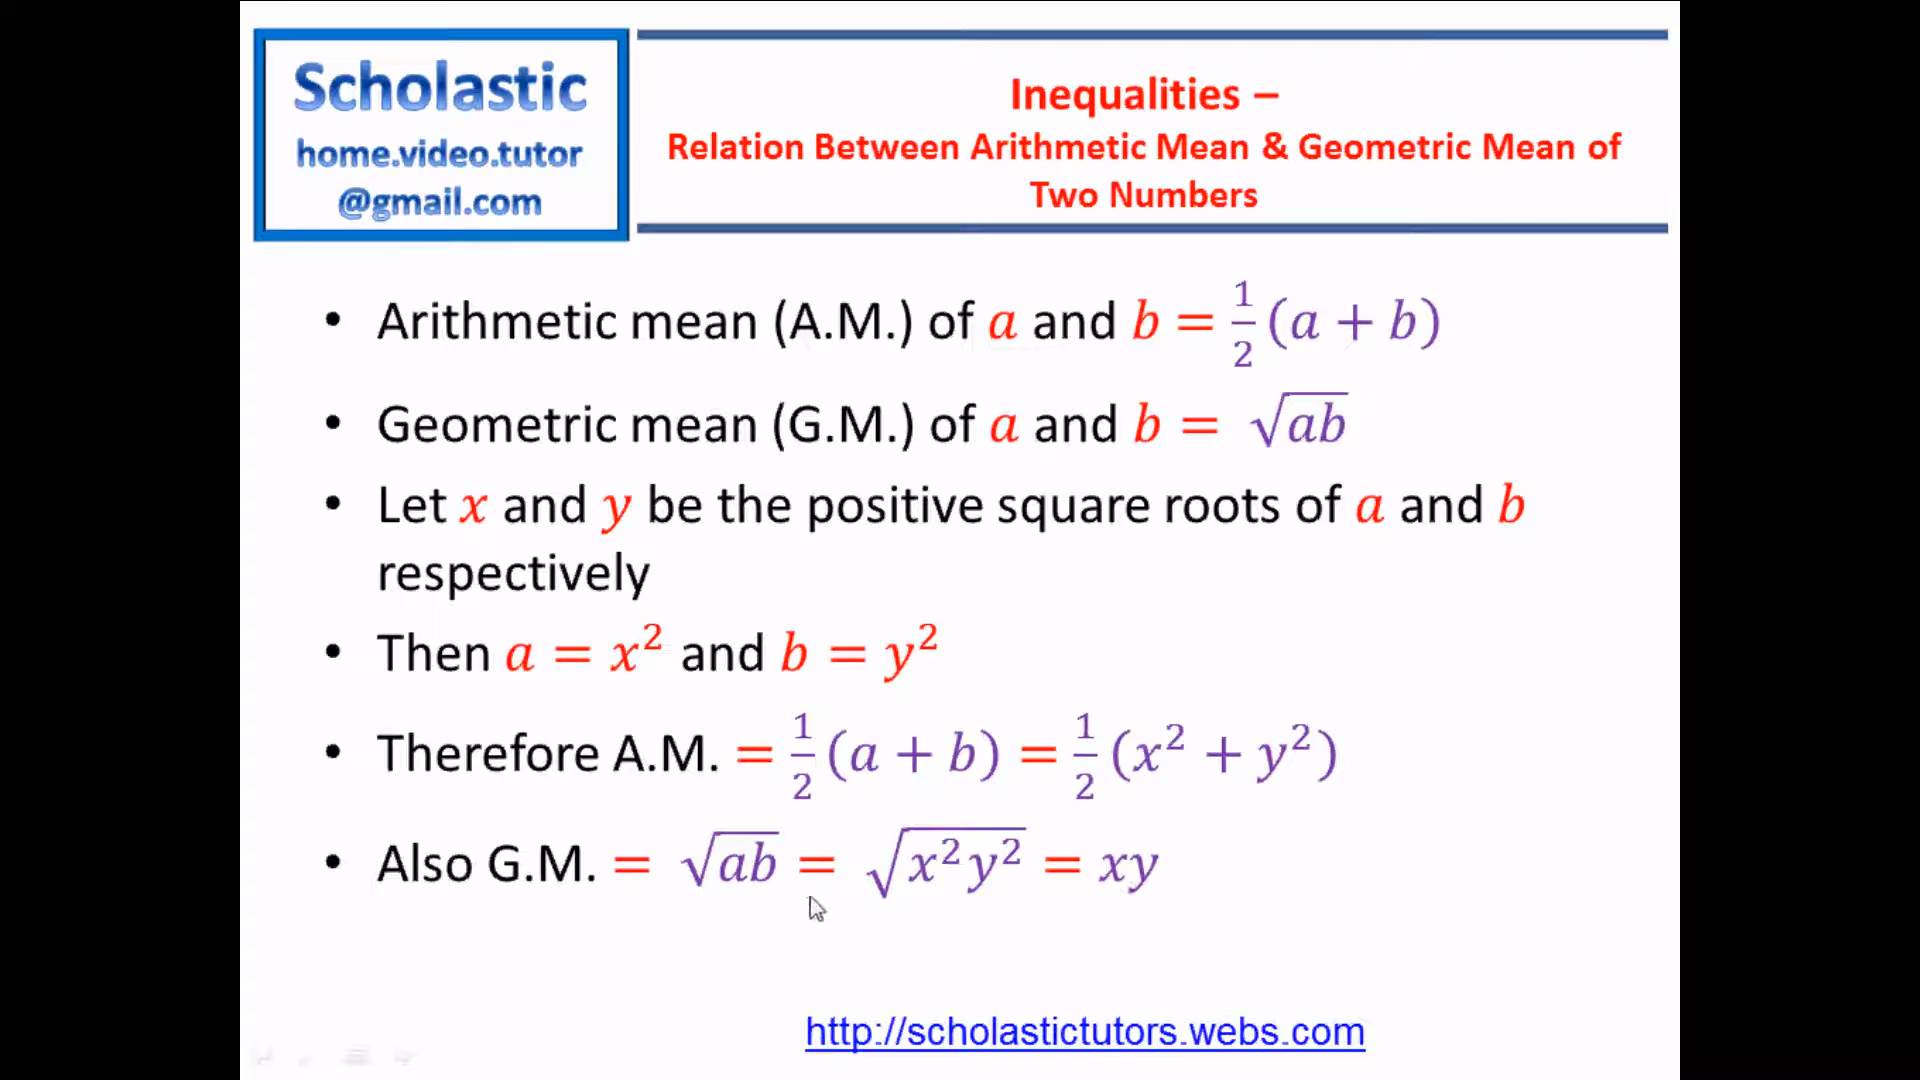 Scholastic
home.video.tutor
@gmail.com
Inequalities –
Relation Between Arithmetic Mean & Geometric Mean of
Two Numbers
• Arithmetic mean (A.M.) of a and b = 1/2 (a + b)
• Geometric mean (G.M.) of a and b = √ab
• Let x and y be the positive square roots of a and b
respectively
• Then a = x² and b = y²
• Therefore A.M. = 1/2 (a + b) = 1/2 (x² + y²)
• Also G.M. = √ab = √x²y² = xy
http://scholastictutors.webs.com